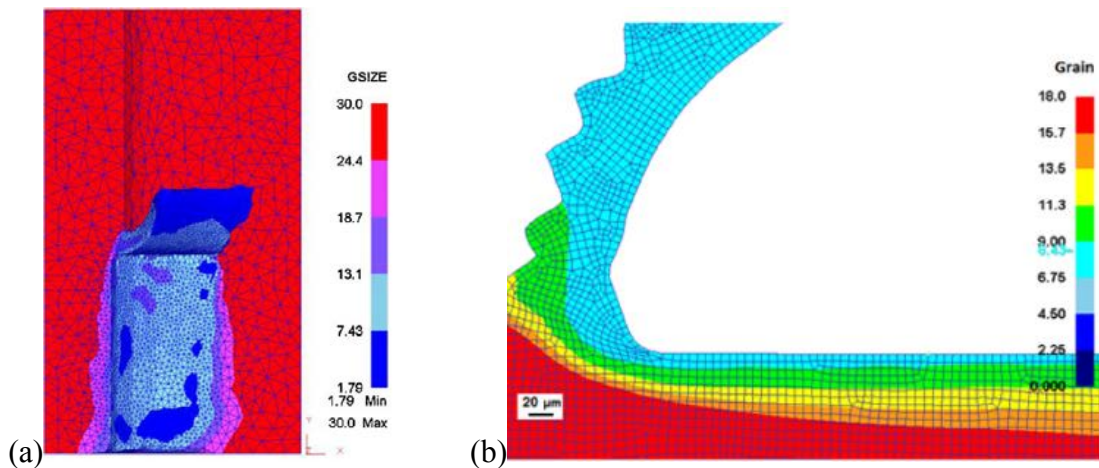 GSIZE
30.0
24.4
18.7
13.1
7.43
1.79
1.79 Min
30.0 Max
Y
Z X
(a)
Grain
18.0
15.7
13.5
11.3
9.00
6.75
4.50
2.25
0.000
20 µm
(b)